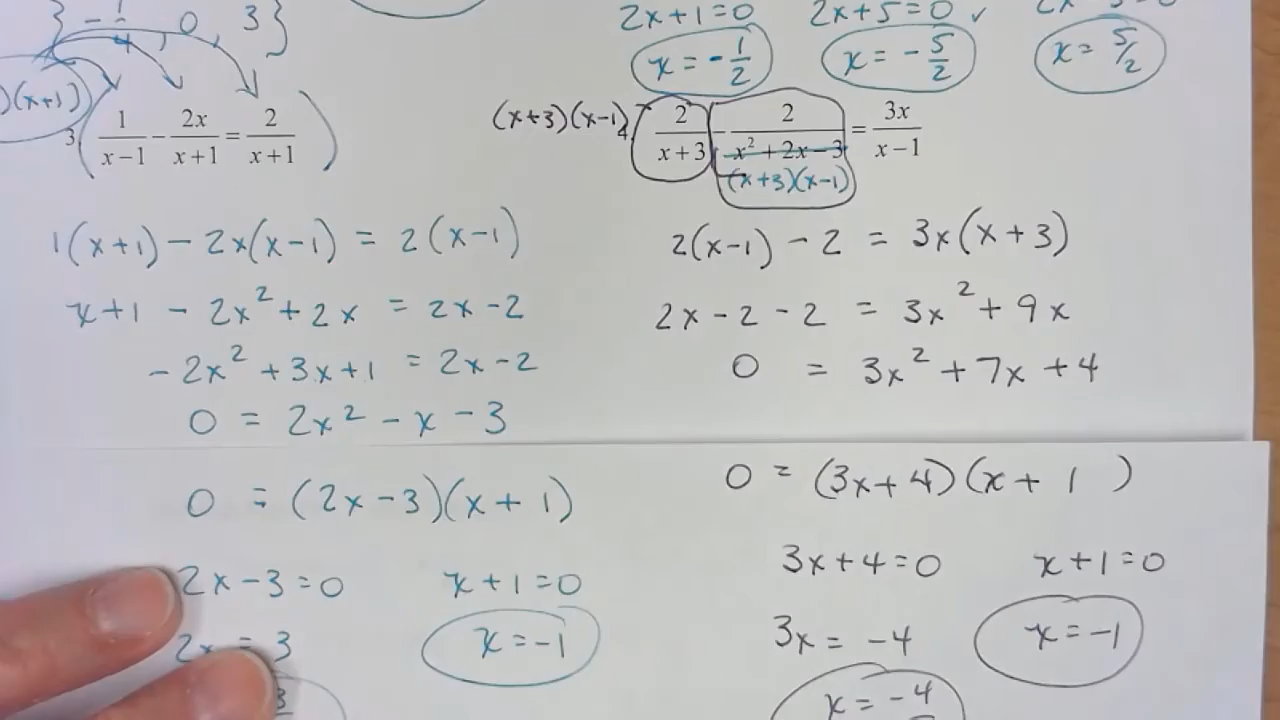 0, 3 }
2x+1=0
2x+5=0 ✓
x = -1/2
x = -5/2
x = 5/2
)(x+1)
3 ( 1/(x-1) - 2x/(x+1) = 2/(x+1) )
1(x+1) - 2x(x-1) = 2(x-1)
x+1 - 2x² + 2x = 2x-2
-2x² + 3x+1 = 2x-2
0 = 2x² - x - 3
0 = (2x-3)(x+1)
2x-3=0
x+1=0
2x = 3
x=-1
3
(x+3)(x-1) 4. 2/(x+3) - 2/(x²+2x-3) = 3x/(x-1)
(x+3)(x-1)
2(x-1) - 2 = 3x(x+3)
2x - 2 - 2 = 3x² + 9x
0 = 3x² + 7x + 4
0 = (3x+4)(x+1)
3x+4=0
x+1=0
3x = -4
x=-1
x = -4